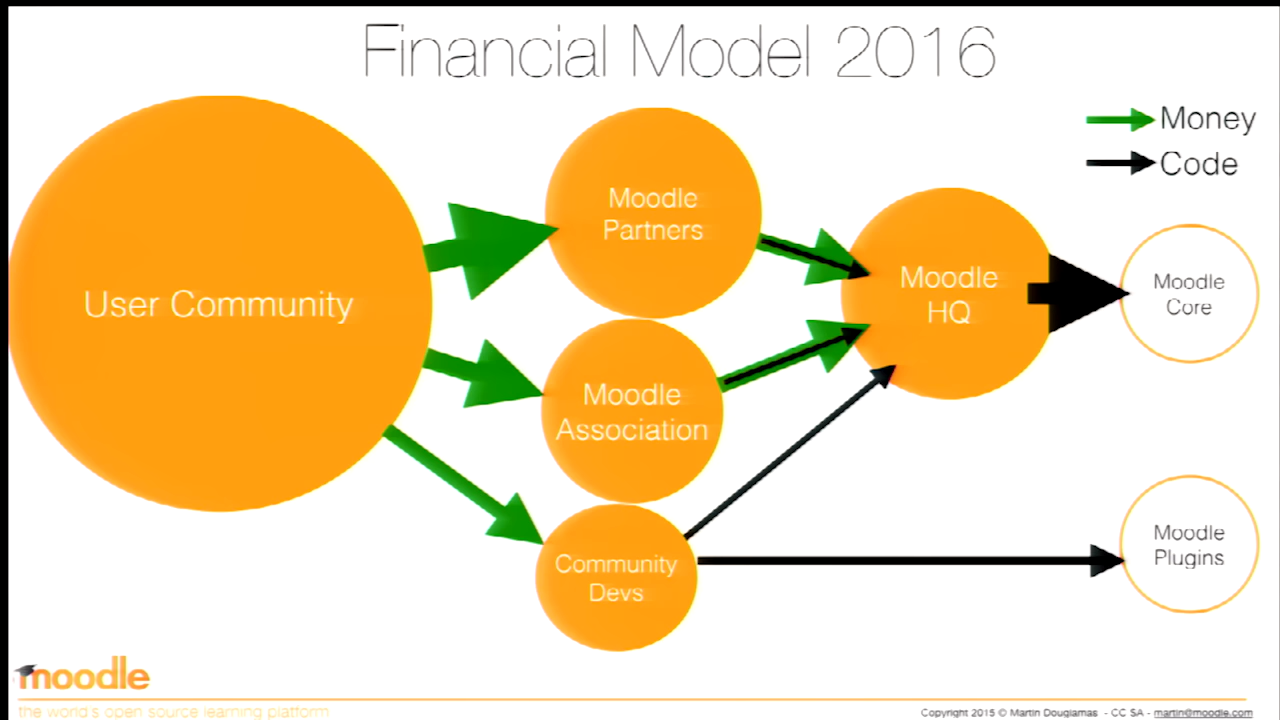 Financial Model 2016
Money
Code
User Community
Moodle
Partners
Moodle
Association
Community
Devs
Moodle
HQ
Moodle
Core
Moodle
Plugins
moodle
the world's open source learning platform
Copyright 2015 © Martin Dougiamas - CC SA - martin@moodle.com